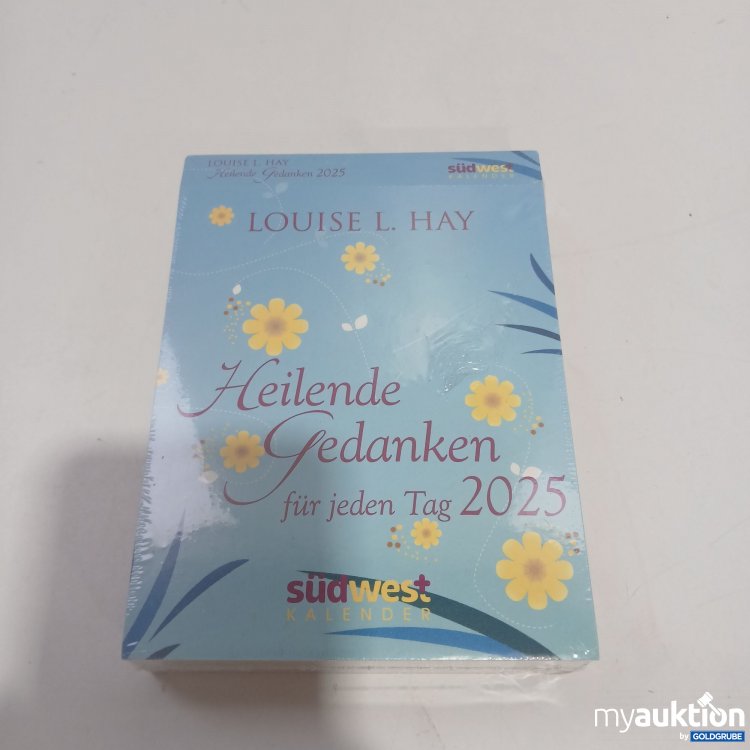 LOUISE L. HAY
Heilende Gedanken 2025
südwest
KALENDER
LOUISE L. HAY
Heilende
Gedanken
für jeden Tag 2025
südwest
KALENDER
myauktion
by GOLDGRUBE